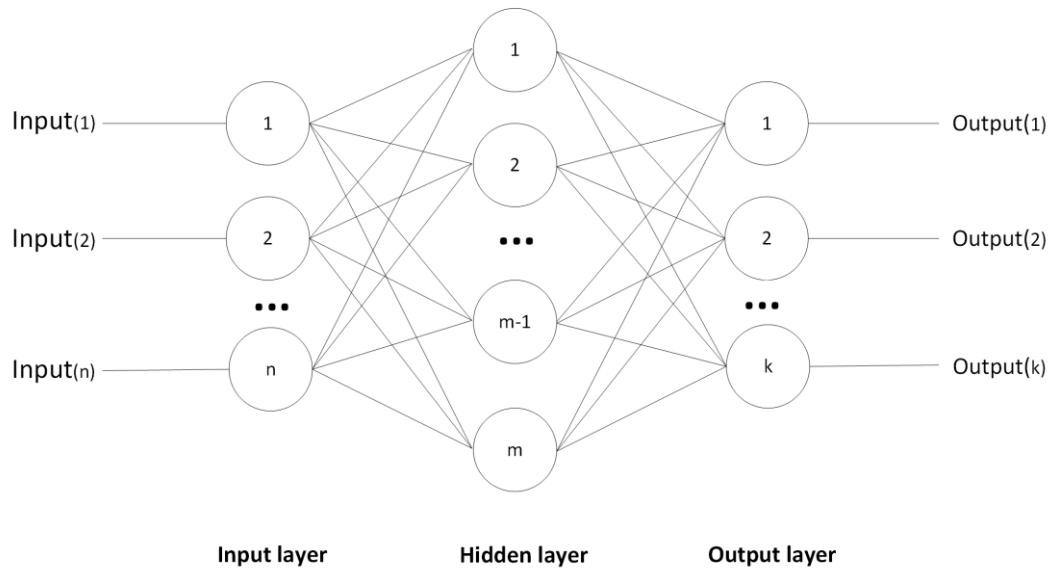 1
Input(1)
1
1
Output(1)
2
Input(2)
2
2
Output(2)
...
...
...
m-1
Input(n)
n
k
Output(k)
m
Input layer
Hidden layer
Output layer